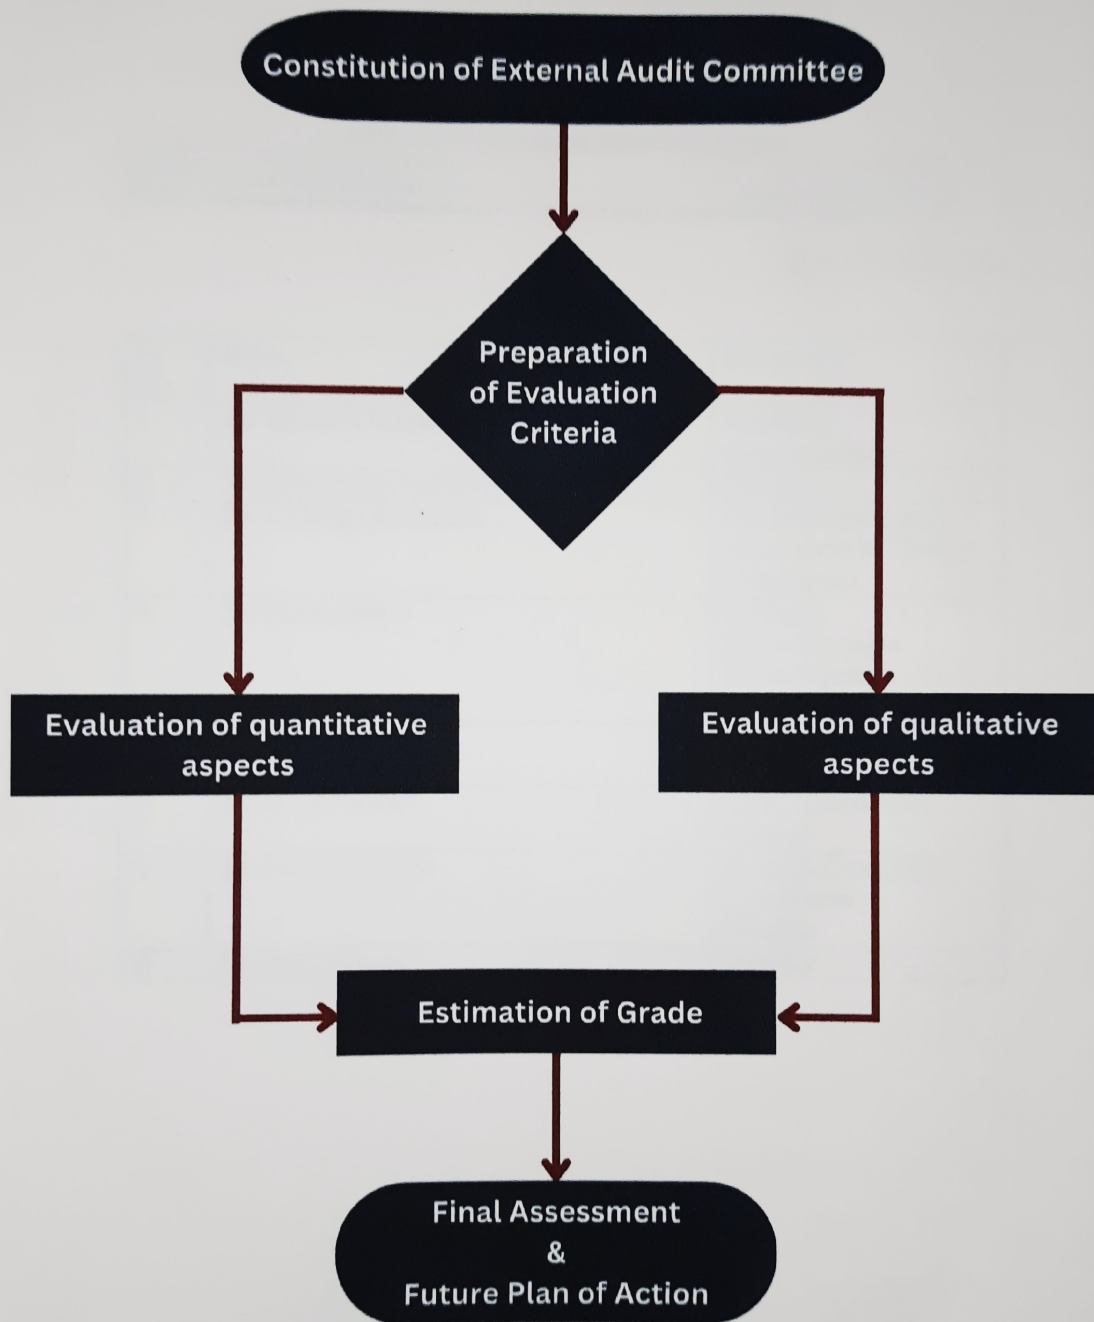 Constitution of External Audit Committee
Preparation
of Evaluation
Criteria
Evaluation of quantitative
aspects
Evaluation of qualitative
aspects
Estimation of Grade
Final Assessment
&
Future Plan of Action